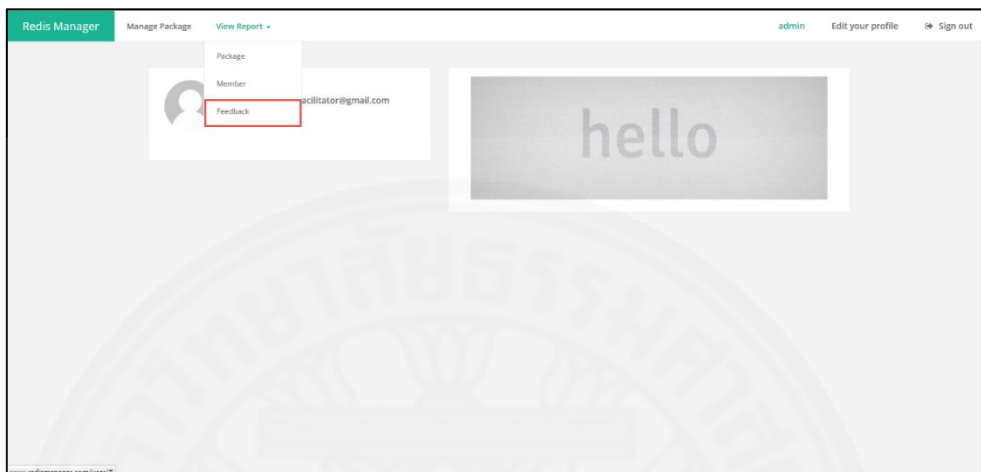 Redis Manager Manage Package View Report admin Edit your profile Sign out
Package
Member
acilitator@gmail.com
Feedback
hello